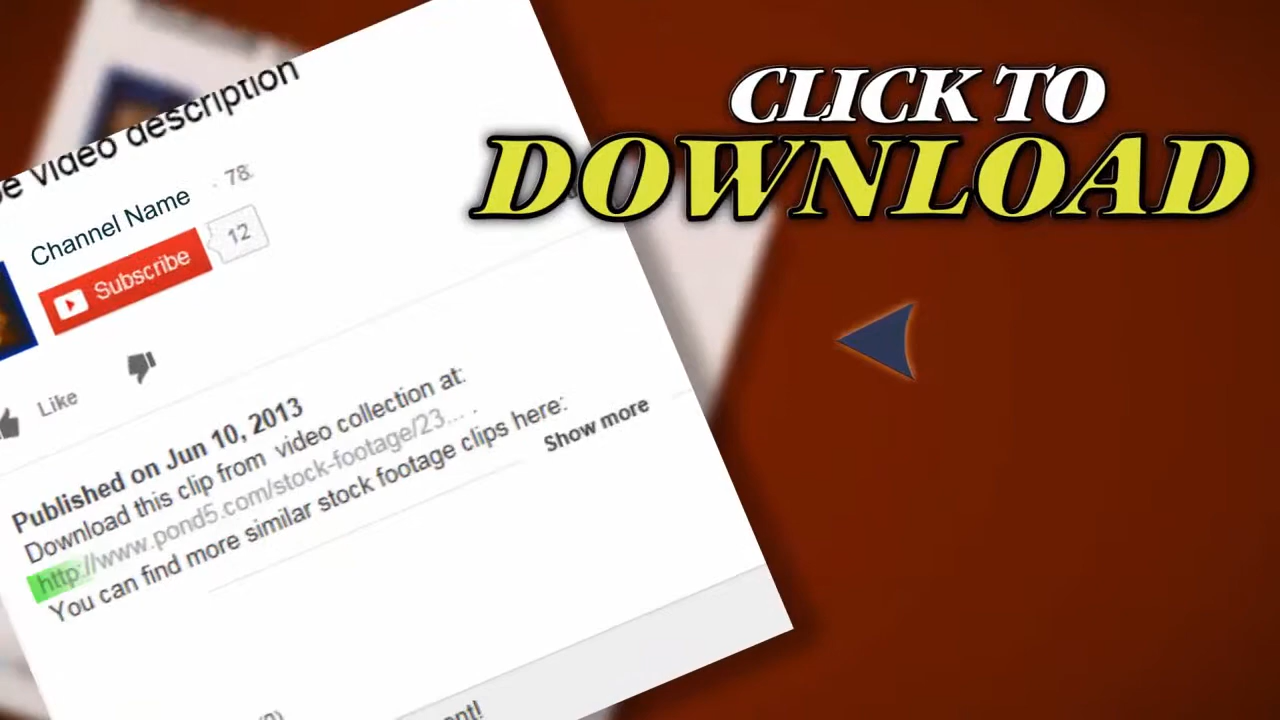 CLICK TO
DOWNLOAD
video description
Channel Name
78
Subscribe
12
Like
Published on Jun 10, 2013
Download this clip from video collection at:
http://www.pond5.com/stock-footage/23... .
You can find more similar stock footage clips here:
Show more